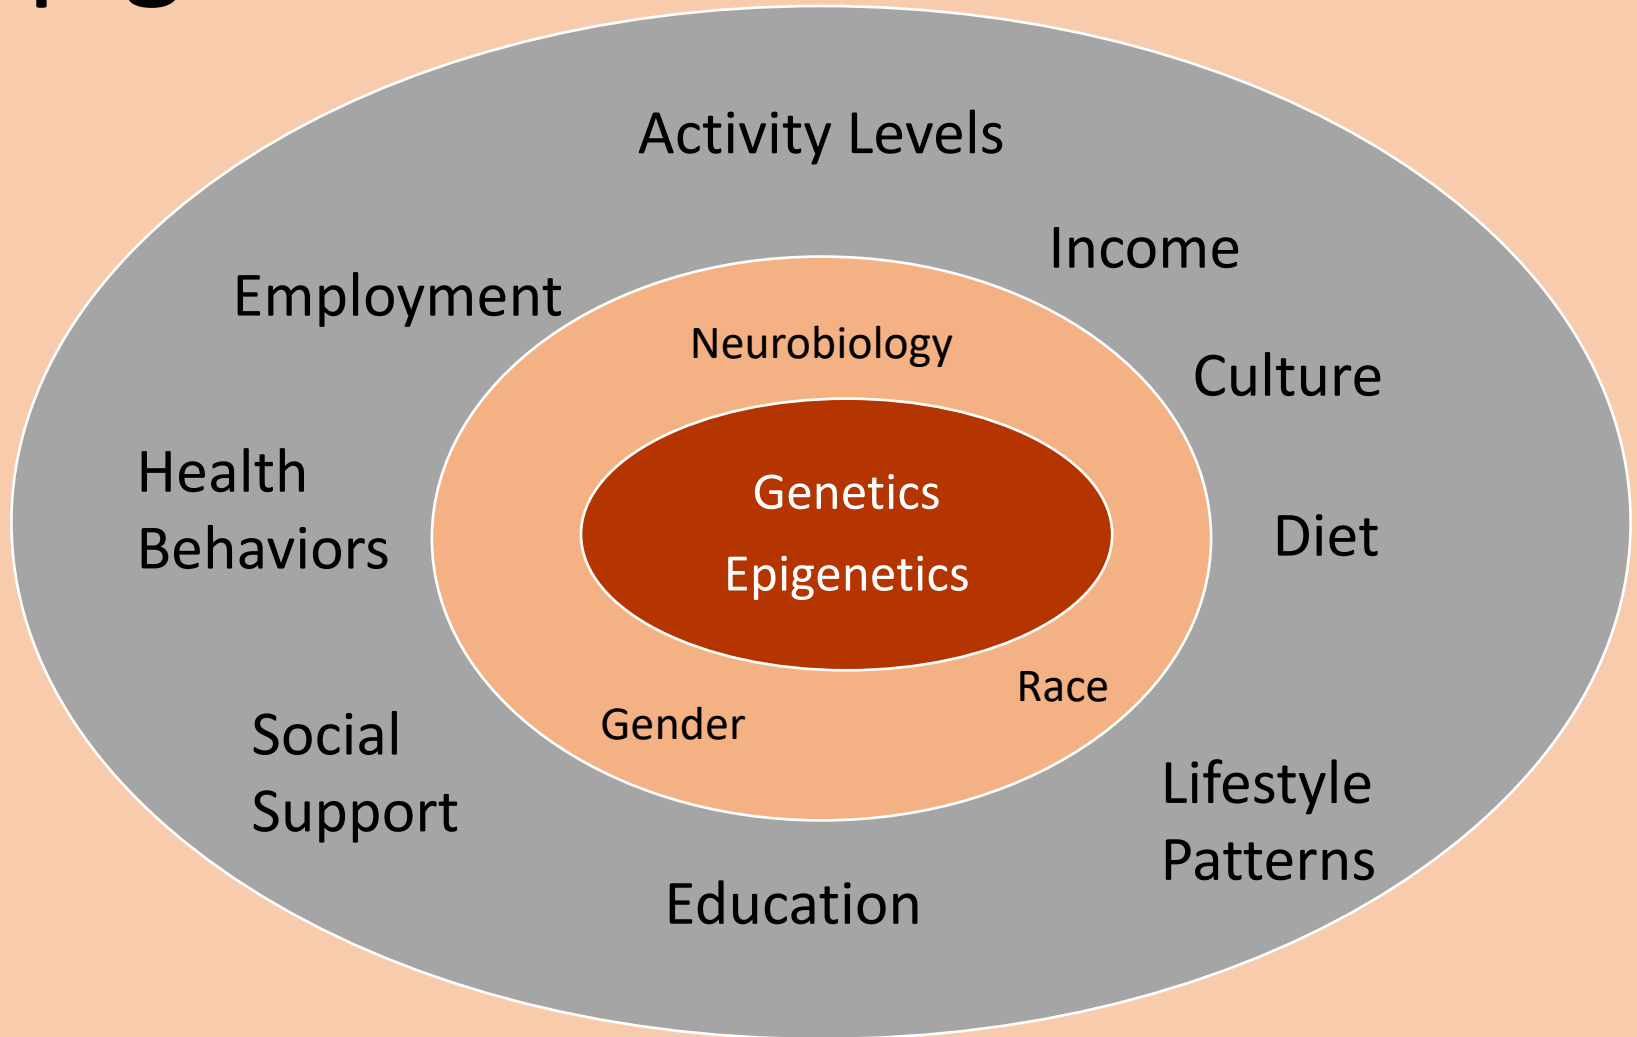 Activity Levels
Income
Employment
Neurobiology
Culture
Health
Behaviors
Genetics
Epigenetics
Diet
Race
Gender
Social
Support
Lifestyle
Patterns
Education